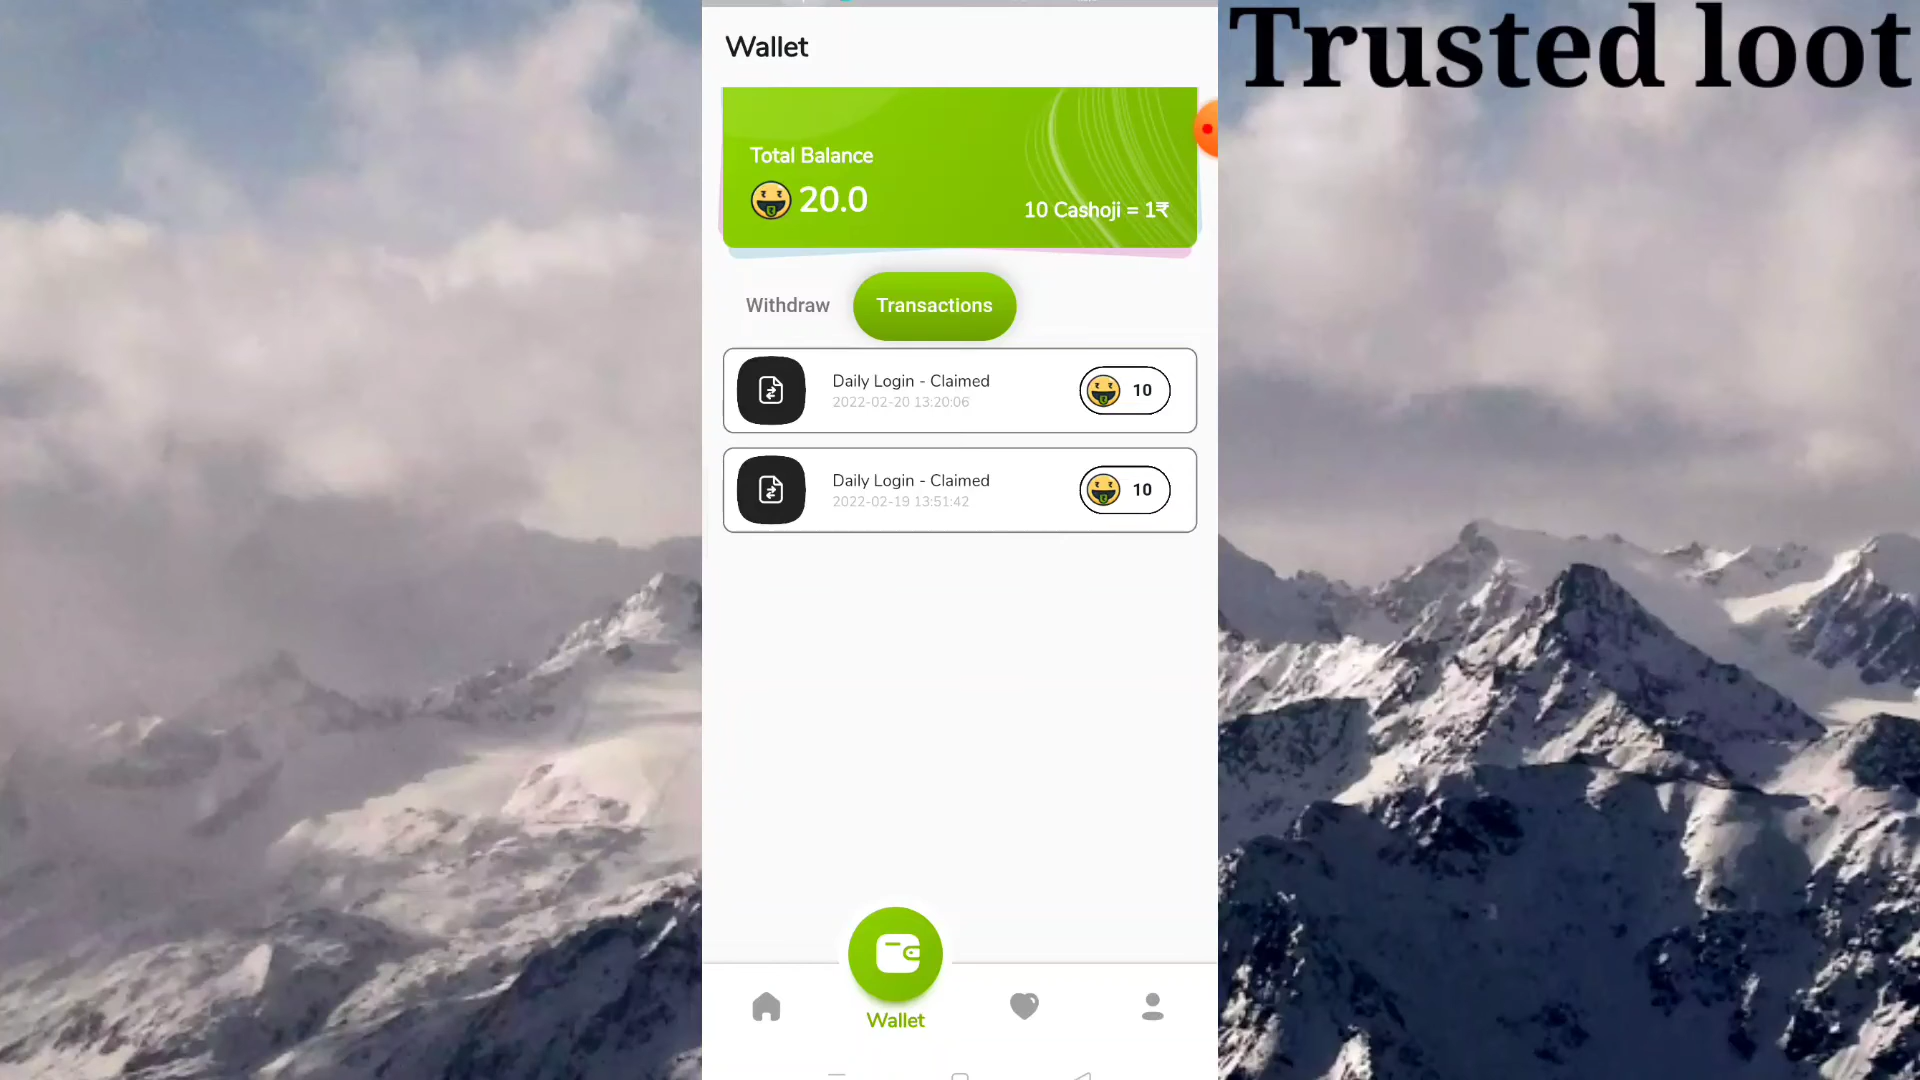 Trusted loot
Wallet
Total Balance
20.0
10 Cashoji = 1₹
Withdraw
Transactions
Daily Login - Claimed
2022-02-20 13:20:06
10
Daily Login - Claimed
2022-02-19 13:51:42
10
Wallet